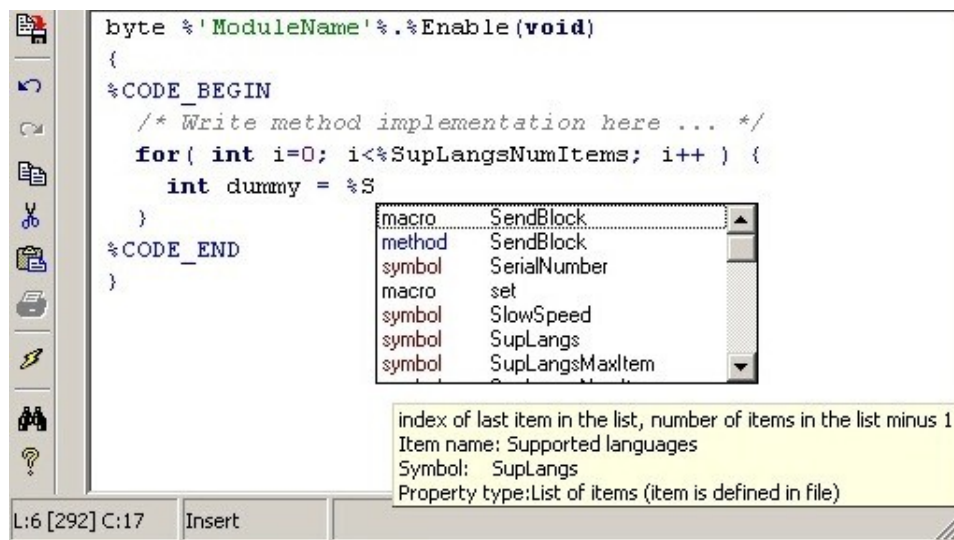 byte %'ModuleName'%.%Enable(void)
{
%CODE_BEGIN
/* Write method implementation here ... */
for( int i=0; i<%SupLangsNumItems; i++ ) {
int dummy = %S
}
%CODE_END
}
macro SendBlock
method SendBlock
symbol SerialNumber
macro set
symbol SlowSpeed
symbol SupLangs
symbol SupLangsMaxItem
index of last item in the list, number of items in the list minus 1
Item name: Supported languages
Symbol: SupLangs
Property type:List of items (item is defined in file)
L:6 [292] C:17 Insert